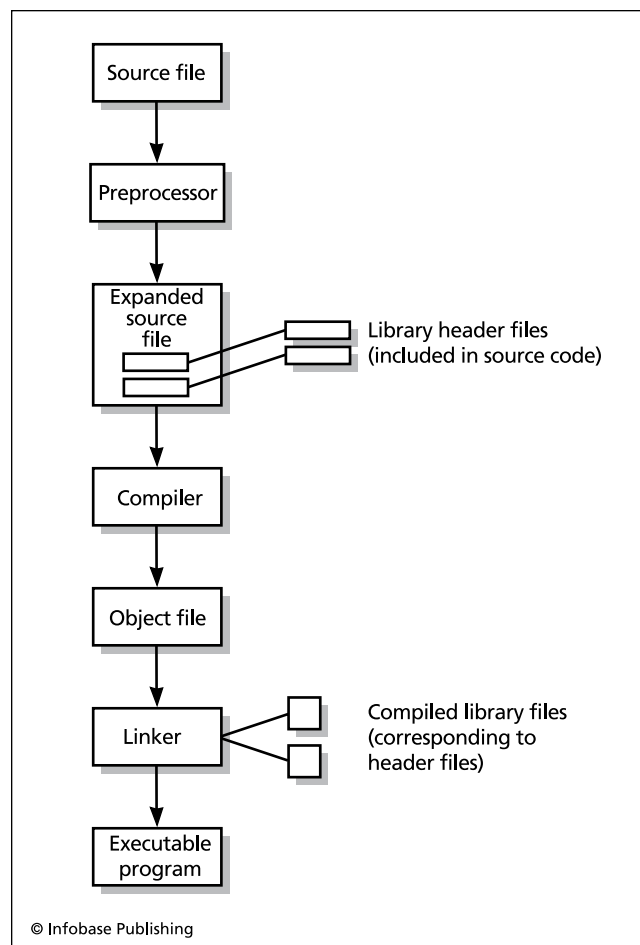 Source file
Preprocessor
Expanded
source
file
Library header files
(included in source code)
Compiler
Object file
Linker
Compiled library files
(corresponding to
header files)
Executable
program
© Infobase Publishing